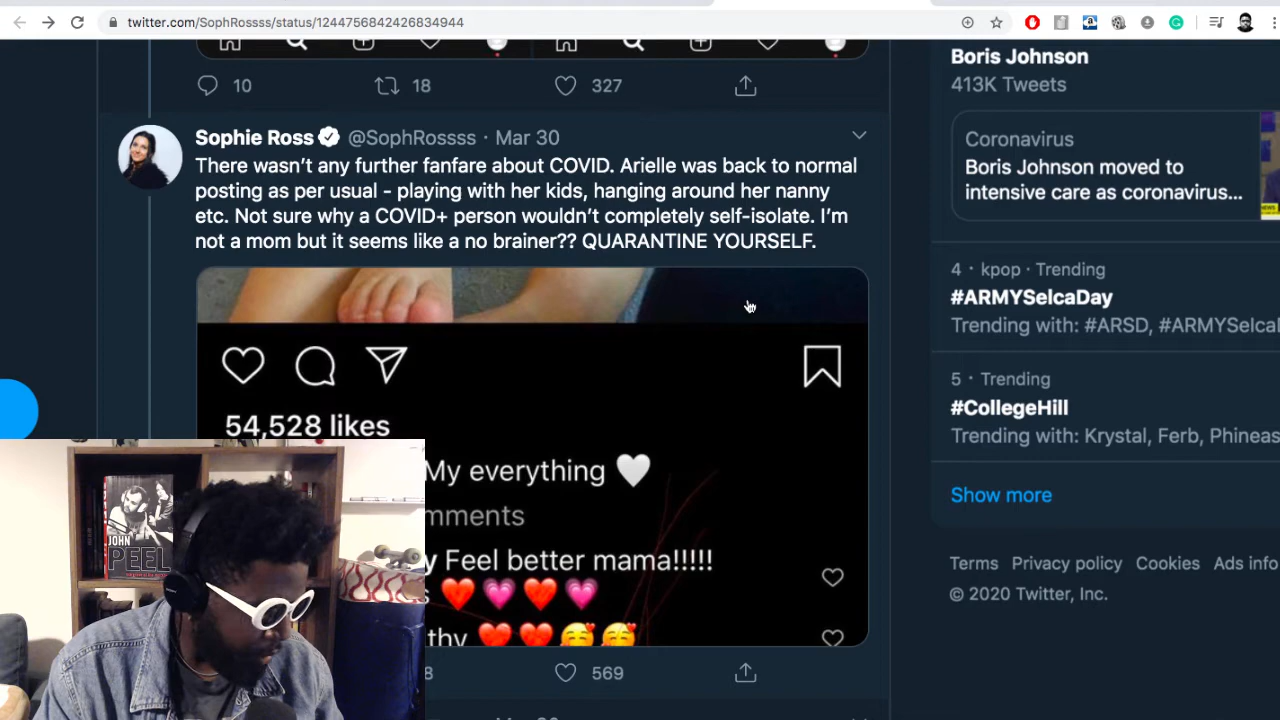 twitter.com/SophRossss/status/1244756842426834944
10
18
327
Sophie Ross @SophRossss · Mar 30
There wasn't any further fanfare about COVID. Arielle was back to normal
posting as per usual - playing with her kids, hanging around her nanny
etc. Not sure why a COVID+ person wouldn't completely self-isolate. I'm
not a mom but it seems like a no brainer?? QUARANTINE YOURSELF.
54,528 likes
My everything 🤍
mments
y Feel better mama!!!!!
s ❤️💗❤️💗
thy ❤️❤️🥰🥰
8
569
JOHN
PEEL
Boris Johnson
413K Tweets
Coronavirus
Boris Johnson moved to
intensive care as coronavirus...
NEWS
4 · kpop · Trending
#ARMYSelcaDay
Trending with: #ARSD, #ARMYSelca
5 · Trending
#CollegeHill
Trending with: Krystal, Ferb, Phineas
Show more
Terms Privacy policy Cookies Ads info
© 2020 Twitter, Inc.